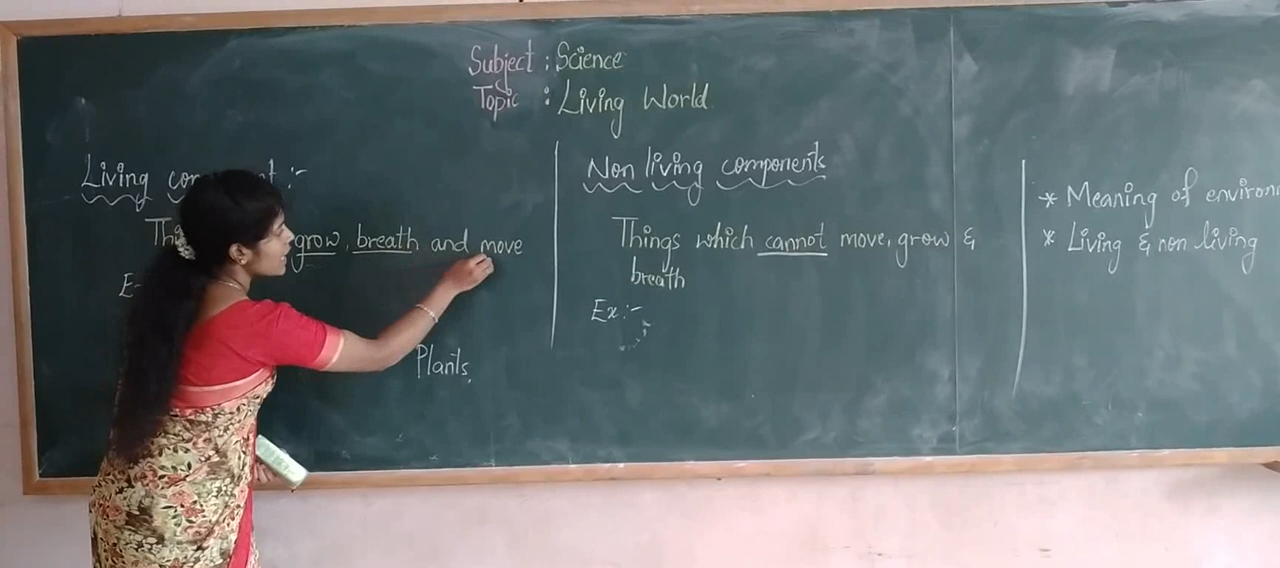 Subject : Science
Topic : Living World
Living :-
grow, breath and move
Plants,
Non living components
Things which cannot move, grow &
breath
Ex :-
* Meaning of
* Living & non living